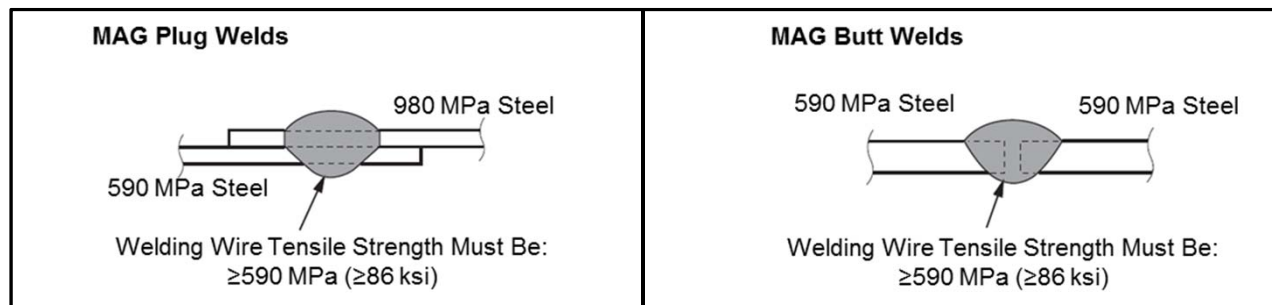 MAG Plug Welds
980 MPa Steel
590 MPa Steel
Welding Wire Tensile Strength Must Be:
≥590 MPa (≥86 ksi)
MAG Butt Welds
590 MPa Steel
590 MPa Steel
Welding Wire Tensile Strength Must Be:
≥590 MPa (≥86 ksi)